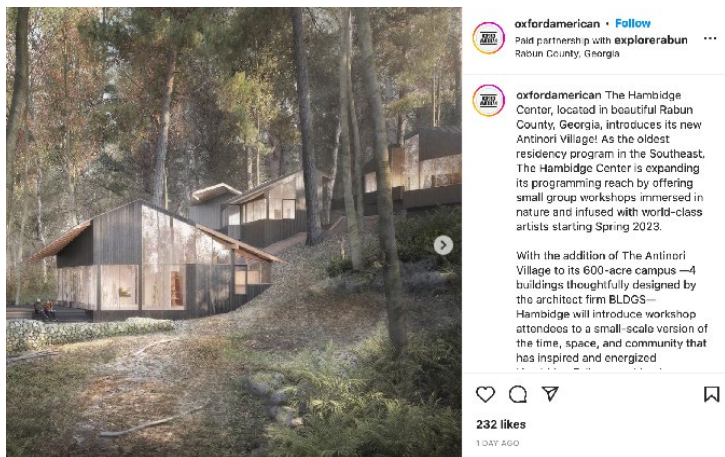 oxfordamerican • Follow
Paid partnership with explorerabun
Rabun County, Georgia
oxfordamerican The Hambidge
Center, located in beautiful Rabun
County, Georgia, introduces its new
Antinori Village! As the oldest
residency program in the Southeast,
The Hambidge Center is expanding
its programming reach by offering
small group workshops immersed in
nature and infused with world-class
artists starting Spring 2023.
With the addition of The Antinori
Village to its 600-acre campus —4
buildings thoughtfully designed by
the architect firm BLDGS—
Hambidge will introduce workshop
attendees to a small-scale version of
the time, space, and community that
has inspired and energized
232 likes
1 DAY AGO